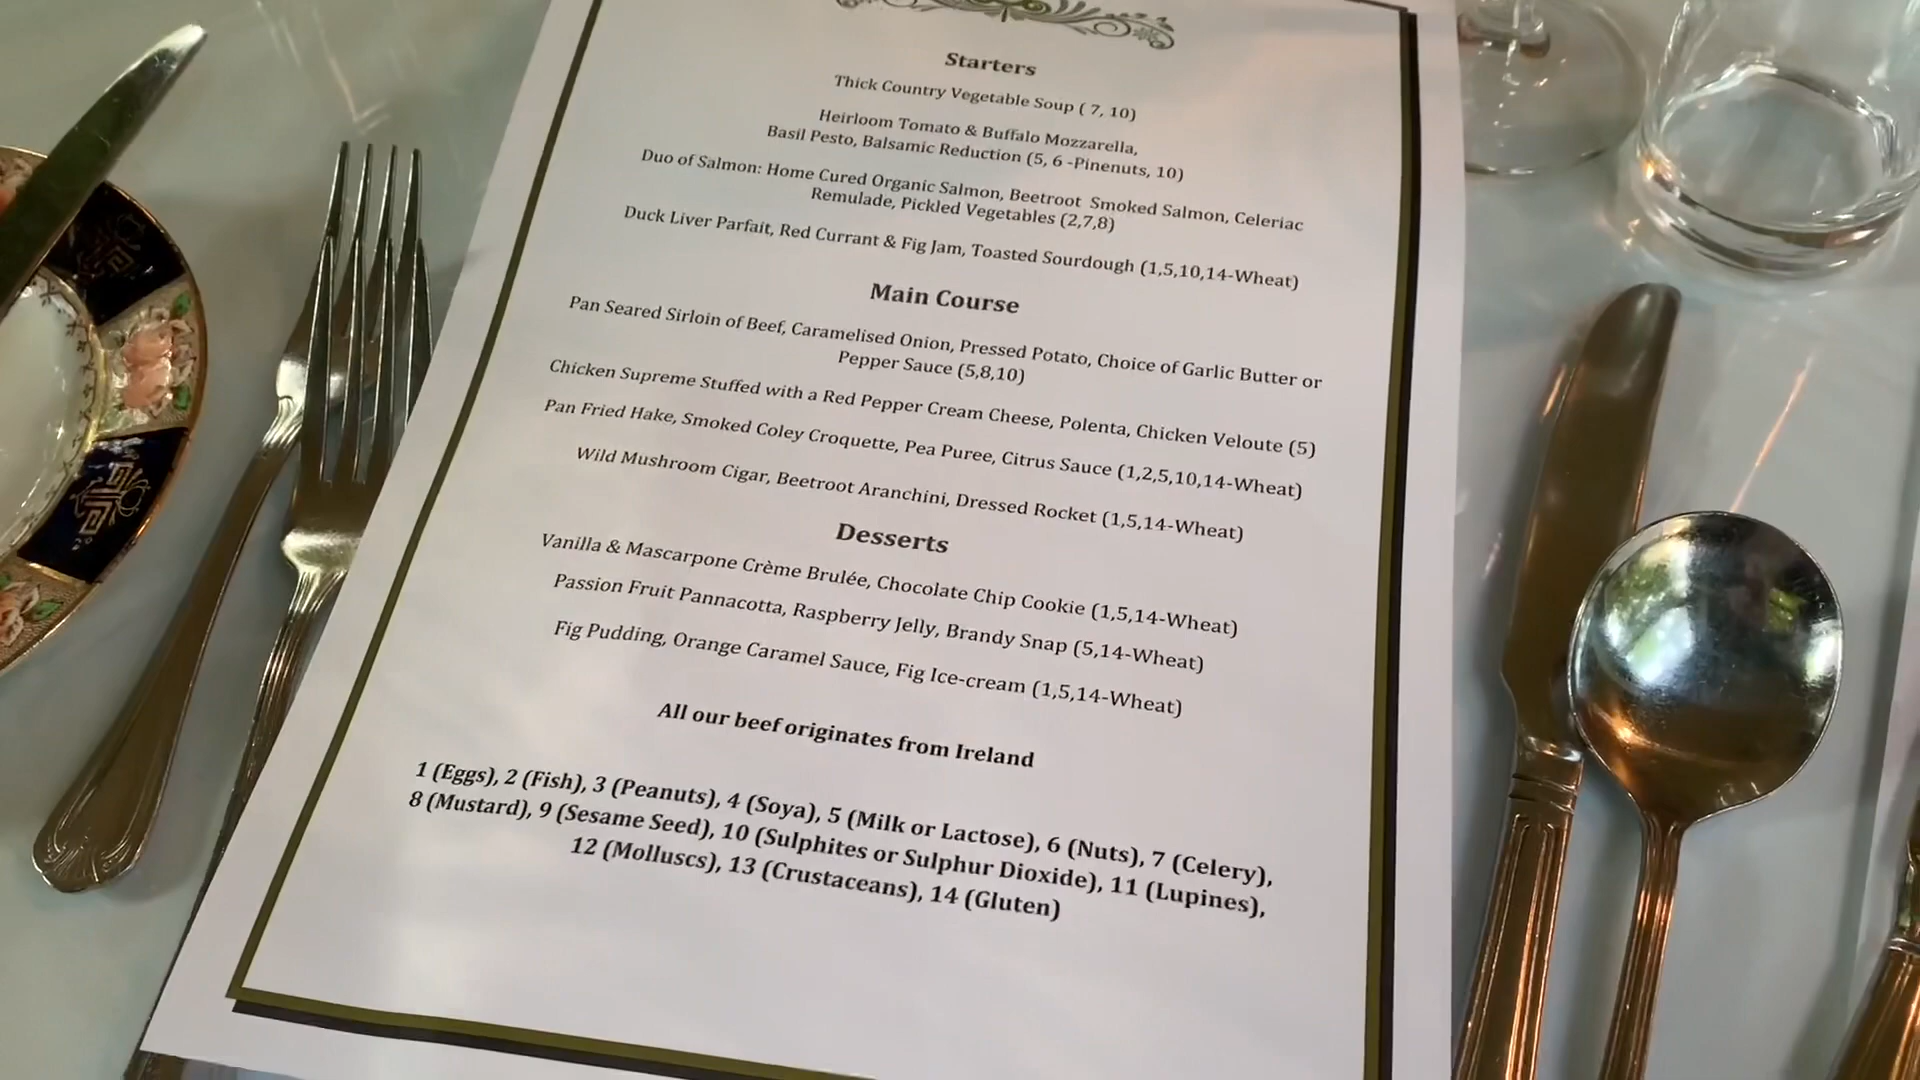 Starters
Thick Country Vegetable Soup ( 7, 10)
Heirloom Tomato & Buffalo Mozzarella,
Basil Pesto, Balsamic Reduction (5, 6 -Pinenuts, 10)
Duo of Salmon: Home Cured Organic Salmon, Beetroot Smoked Salmon, Celeriac
Remulade, Pickled Vegetables (2,7,8)
Duck Liver Parfait, Red Currant & Fig Jam, Toasted Sourdough (1,5,10,14-Wheat)
Main Course
Pan Seared Sirloin of Beef, Caramelised Onion, Pressed Potato, Choice of Garlic Butter or
Pepper Sauce (5,8,10)
Chicken Supreme Stuffed with a Red Pepper Cream Cheese, Polenta, Chicken Veloute (5)
Pan Fried Hake, Smoked Coley Croquette, Pea Puree, Citrus Sauce (1,2,5,10,14-Wheat)
Wild Mushroom Cigar, Beetroot Aranchini, Dressed Rocket (1,5,14-Wheat)
Desserts
Vanilla & Mascarpone Crème Brulée, Chocolate Chip Cookie (1,5,14-Wheat)
Passion Fruit Pannacotta, Raspberry Jelly, Brandy Snap (5,14-Wheat)
Fig Pudding, Orange Caramel Sauce, Fig Ice-cream (1,5,14-Wheat)
All our beef originates from Ireland
1 (Eggs), 2 (Fish), 3 (Peanuts), 4 (Soya), 5 (Milk or Lactose), 6 (Nuts), 7 (Celery),
8 (Mustard), 9 (Sesame Seed), 10 (Sulphites or Sulphur Dioxide), 11 (Lupines),
12 (Molluscs), 13 (Crustaceans), 14 (Gluten)